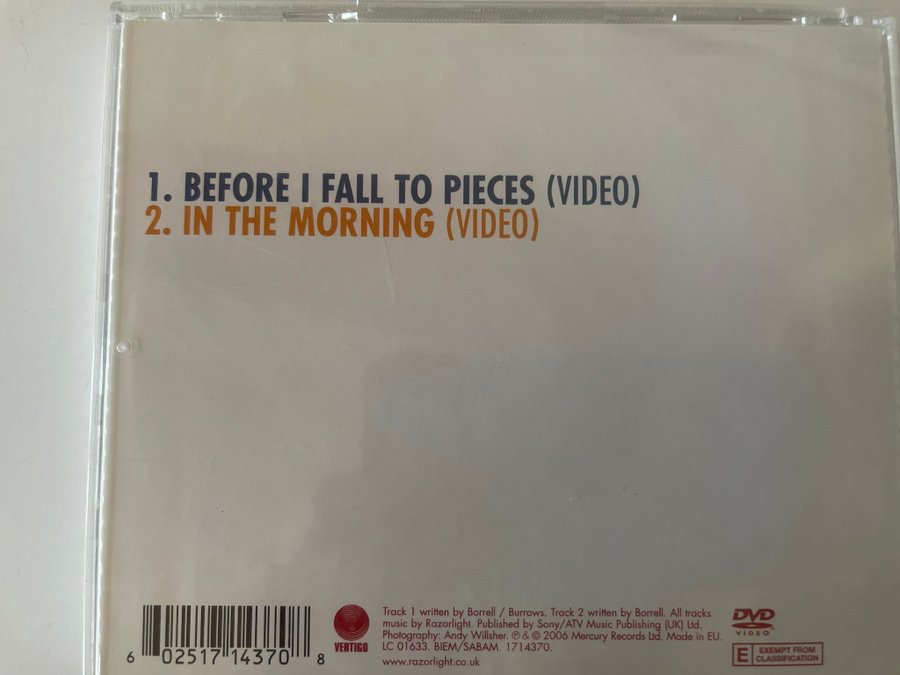 1. BEFORE I FALL TO PIECES (VIDEO)
2. IN THE MORNING (VIDEO)
6 02517 14370 8
VERTIGO
Track 1 written by Borrell / Burrows. Track 2 written by Borrell. All tracks
music by Razorlight. Published by Sony/ATV Music Publishing (UK) Ltd.
Photography: Andy Willsher. ℗ & © 2006 Mercury Records Ltd. Made in EU.
LC 01633. BIEM/SABAM. 1714370.
www.razorlight.co.uk
DVD
VIDEO
E EXEMPT FROM
CLASSIFICATION